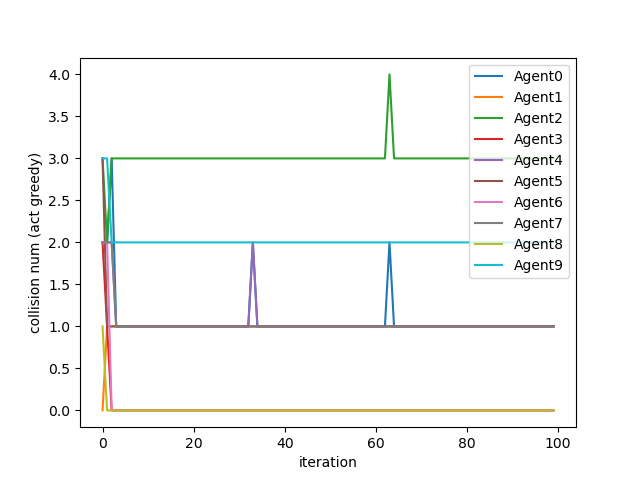 4.0
3.5
3.0
2.5
2.0
1.5
1.0
0.5
0.0
collision num (act greedy)
0
20
40
60
80
100
iteration
Agent0
Agent1
Agent2
Agent3
Agent4
Agent5
Agent6
Agent7
Agent8
Agent9